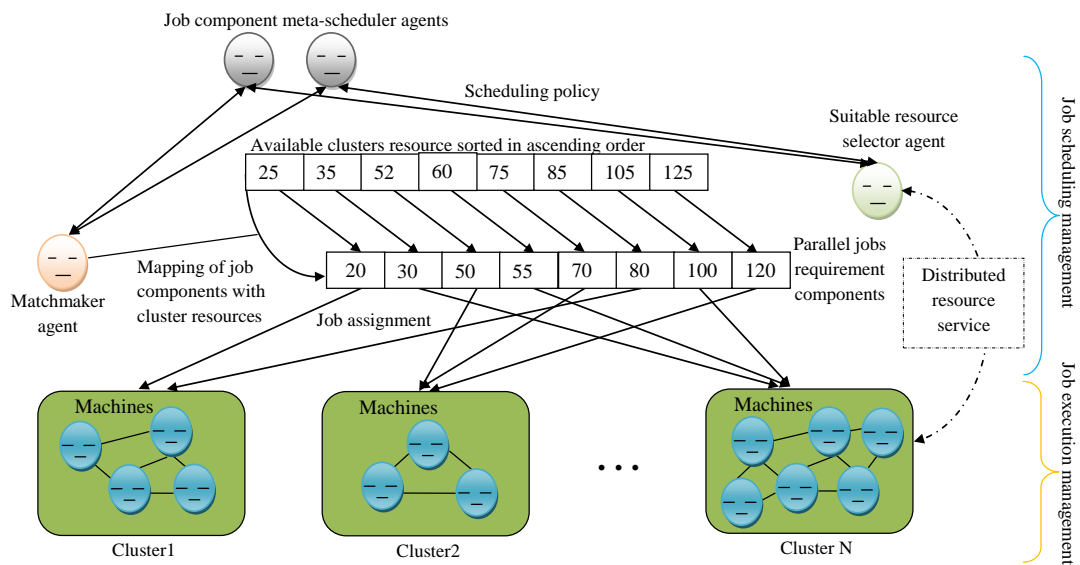 Job component meta-scheduler agents
Scheduling policy
Suitable resource
selector agent
Available clusters resource sorted in ascending order
25 35 52 60 75 85 105 125
20 30 50 55 70 80 100 120
Parallel jobs
requirement
components
Matchmaker
agent
Mapping of job
components with
cluster resources
Job assignment
Distributed
resource
service
Job scheduling management
Machines
Machines
Machines
...
Cluster1
Cluster2
Cluster N
Job execution management